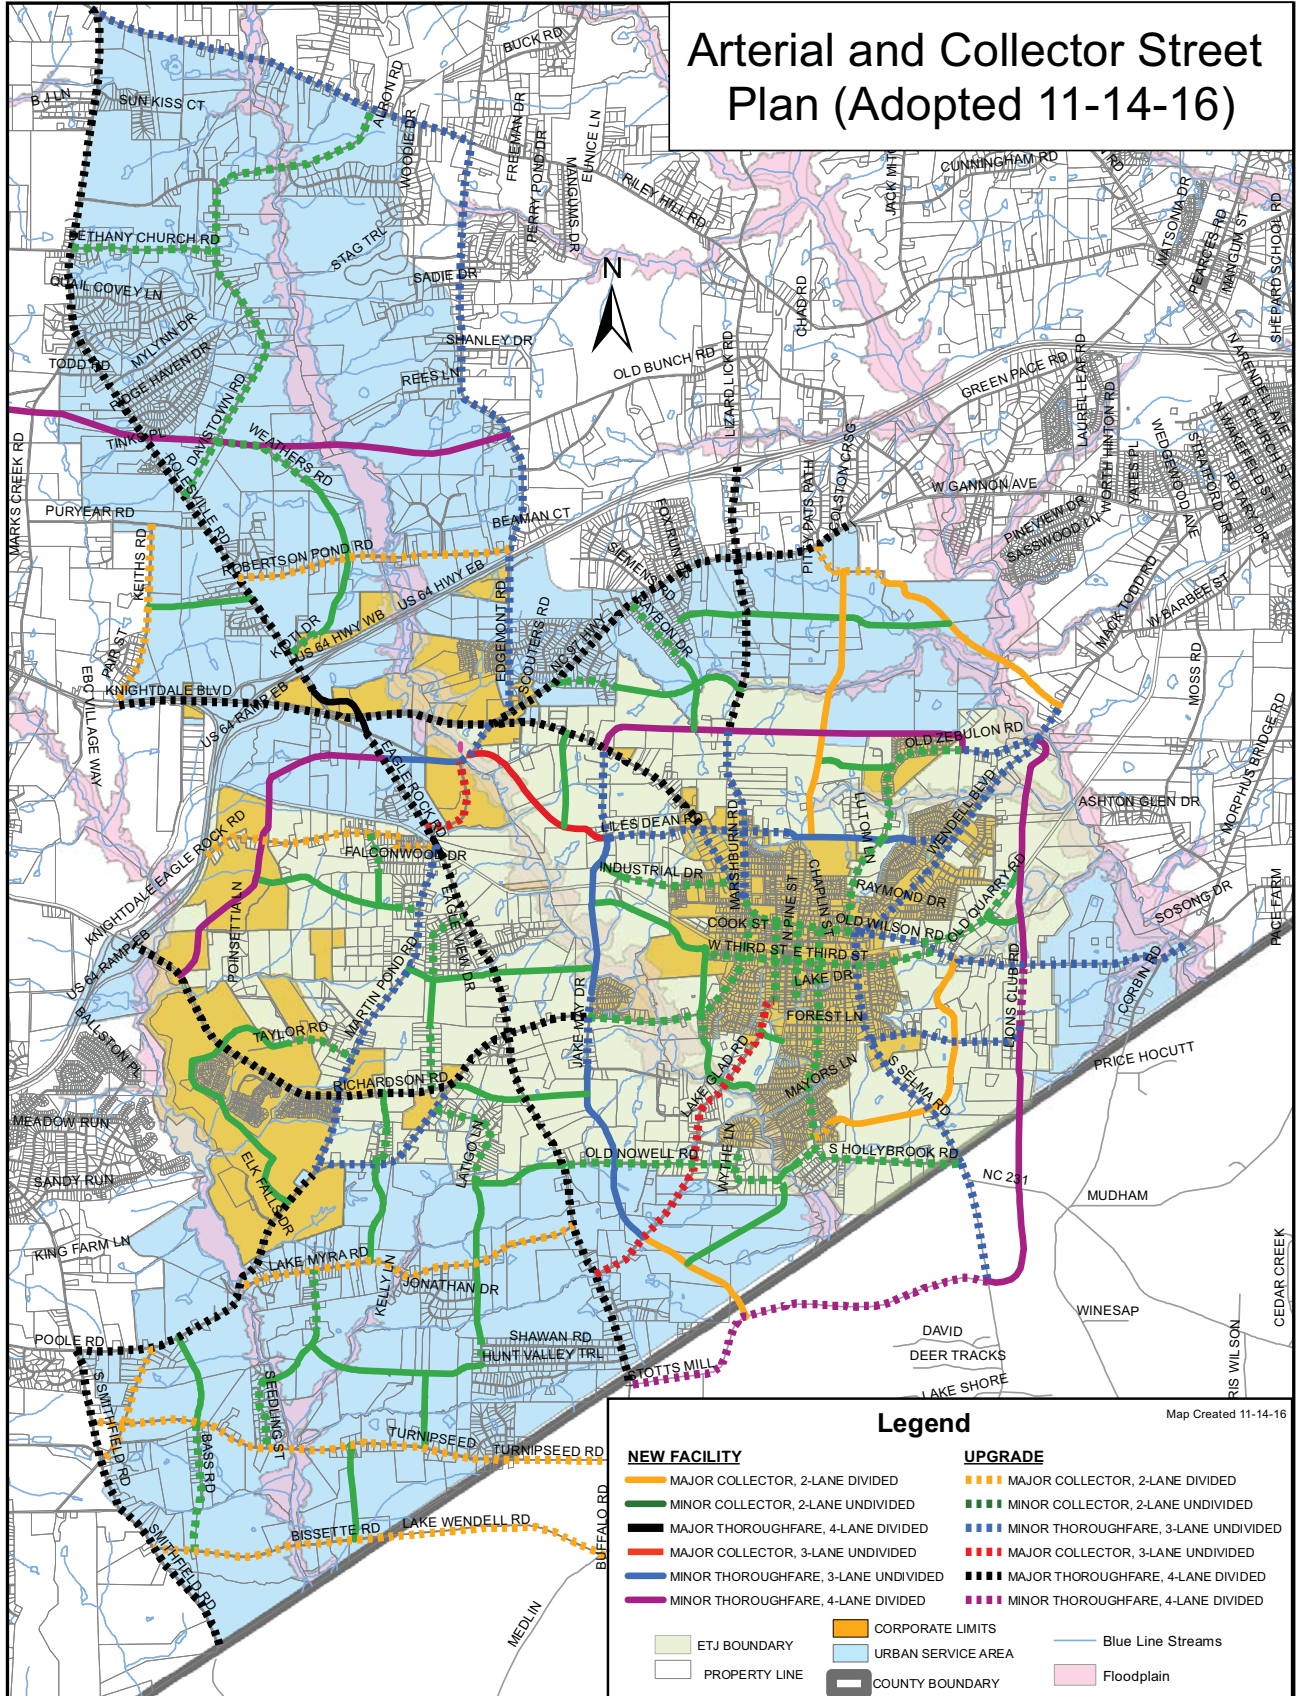 Arterial and Collector Street
Plan (Adopted 11-14-16)
BUCK RD
B J LN
SUN KISS CT
ALRON RD
WOODIE DR
FREEMAN DR
PERRY POND DR
MANGUMS DR
EUNICE LN
RILEY HILL RD
CUNNINGHAM RD
WATSONIA DR
PEARCES RD
MANGUM ST
SHEPARD SCHOOL RD
BETHANY CHURCH RD
STAG TRL
SADIE DR
QUAIL COVEY LN
N
CHAD RD
MYLYNN DR
SHANLEY DR
OLD BUNCH RD
LIZARD LICK RD
TODD RD
RIDGE HAVEN DR
REES LN
GREEN PACE RD
LAUREL LEAF RD
N ARENDELL AVE
N CHURCH ST
N WAKEFIELD ST
MARKS CREEK RD
TINKS PL
DAVISTOWN RD
WEATHERS RD
ROLESVILLE RD
COLSTON CRSG
PITTY PATS PATH
WORTH HINTON RD
YATES PL
WEDGEWOOD AVE
STRATFORD DR
ROTARY DR
W GANNON AVE
PURYEAR RD
BEAMAN CT
FOX RUN DR
PINEVIEW DR
SASSWOOD LN
KEITHS RD
ROBERTSON POND RD
US 64 HWY EB
SIEMENS RD
MACK TODD RD
W BARBEE ST
PAIR ST
KIOTI DR
US 64 HWY WB
EDGEMONT RD
SCOUTERS RD
MOSS RD
EBC VILLAGE WAY
KNIGHTDALE BLVD
US 64 RAMP EB
OLD ZEBULON RD
EAGLE ROCK RD
MORPHUS BRIDGE RD
ASHTON GLEN DR
KNIGHTDALE EAGLE ROCK RD
FALCONWOOD DR
LILES DEAN RD
MARSHBURN RD
LUTOM LN
WENDELL BLVD
INDUSTRIAL DR
CHAPLIN ST
RAYMOND DR
OLD QUARRY RD
POINSETTIA LN
EAGLE VIEW DR
COOK ST
N PINE ST
OLD WILSON RD
SOSONG DR
PACE FARM
US 64 RAMP EB
MARTIN POND RD
W THIRD ST
E THIRD ST
LAKE DR
LIONS CLUB RD
CORBIN RD
JAKE MAY DR
FOREST LN
BALLSTON PL
TAYLOR RD
LAKE GLAD RD
MAYORS LN
S SELMA RD
PRICE HOCUTT
RICHARDSON RD
MEADOW RUN
LATIGO LN
WYTHE LN
OLD NOWELL RD
S HOLLYBROOK RD
NC 231
SANDY RUN
ELK FALLS DR
MUDHAM
KING FARM LN
LAKE MYRA RD
KELLY LN
JONATHAN DR
CEDAR CREEK
WINESAP
POOLE RD
SHAWAN RD
HUNT VALLEY TRL
STOTTS MILL
DAVID
DEER TRACKS
LAKE SHORE
RIS WILSON
S SMITHFIELD RD
BASS RD
SEEDLING ST
TURNIPSEED
TURNIPSEED RD
BISSETTE RD
LAKE WENDELL RD
BUFFALO RD
SMITHFIELD RD
MEDLIN
Legend
Map Created 11-14-16
NEW FACILITY
MAJOR COLLECTOR, 2-LANE DIVIDED
MINOR COLLECTOR, 2-LANE UNDIVIDED
MAJOR THOROUGHFARE, 4-LANE DIVIDED
MAJOR COLLECTOR, 3-LANE UNDIVIDED
MINOR THOROUGHFARE, 3-LANE UNDIVIDED
MINOR THOROUGHFARE, 4-LANE DIVIDED
UPGRADE
MAJOR COLLECTOR, 2-LANE DIVIDED
MINOR COLLECTOR, 2-LANE UNDIVIDED
MINOR THOROUGHFARE, 3-LANE UNDIVIDED
MAJOR COLLECTOR, 3-LANE UNDIVIDED
MAJOR THOROUGHFARE, 4-LANE DIVIDED
MINOR THOROUGHFARE, 4-LANE DIVIDED
ETJ BOUNDARY
PROPERTY LINE
CORPORATE LIMITS
URBAN SERVICE AREA
COUNTY BOUNDARY
Blue Line Streams
Floodplain